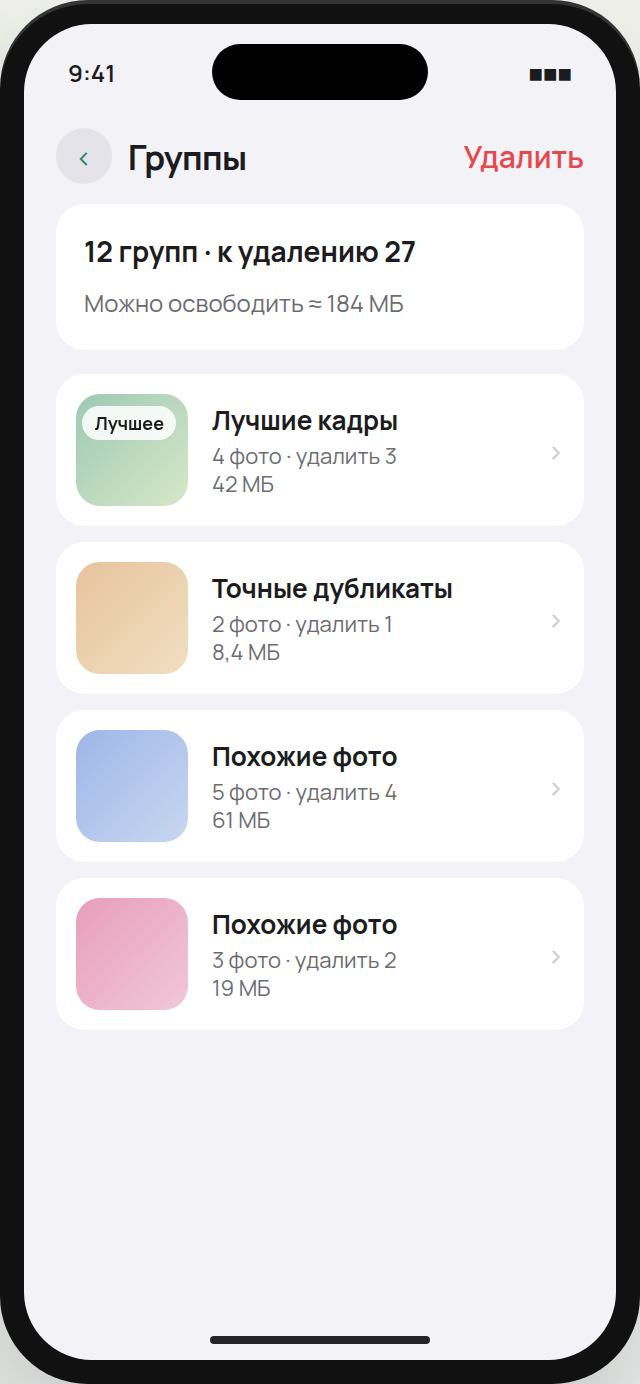 9:41
Группы
Удалить
12 групп · к удалению 27
Можно освободить ≈ 184 МБ
Лучшее
Лучшие кадры
4 фото · удалить 3
42 МБ
Точные дубликаты
2 фото · удалить 1
8,4 МБ
Похожие фото
5 фото · удалить 4
61 МБ
Похожие фото
3 фото · удалить 2
19 МБ